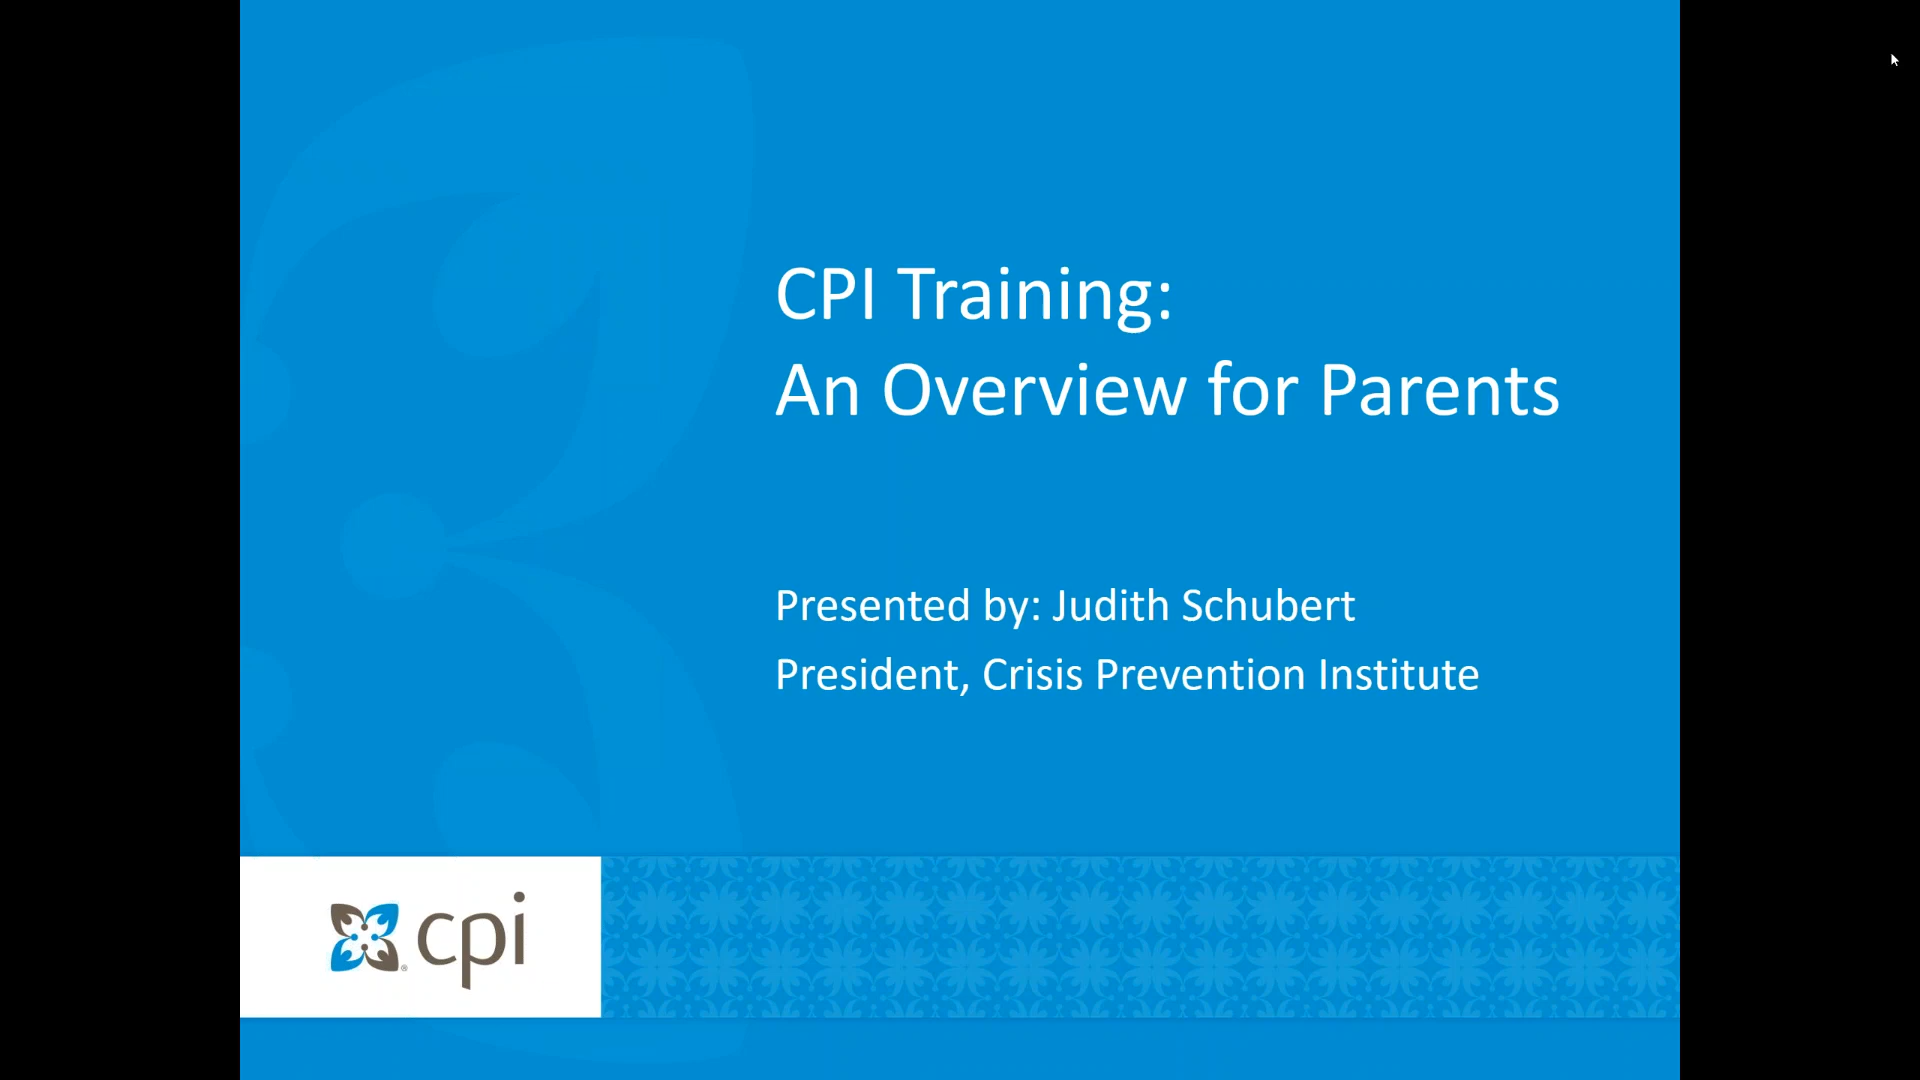 CPI Training:
An Overview for Parents
Presented by: Judith Schubert
President, Crisis Prevention Institute
cpi